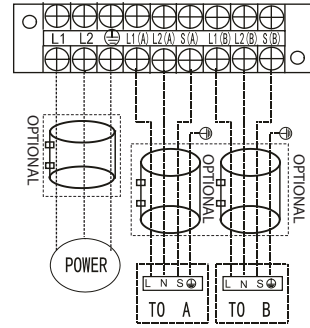 L1 L2 L1(A) L2(A) S(A) L1(B) L2(B) S(B)
OPTIONAL
OPTIONAL
OPTIONAL
POWER
L N S
L N S
TO A
TO B